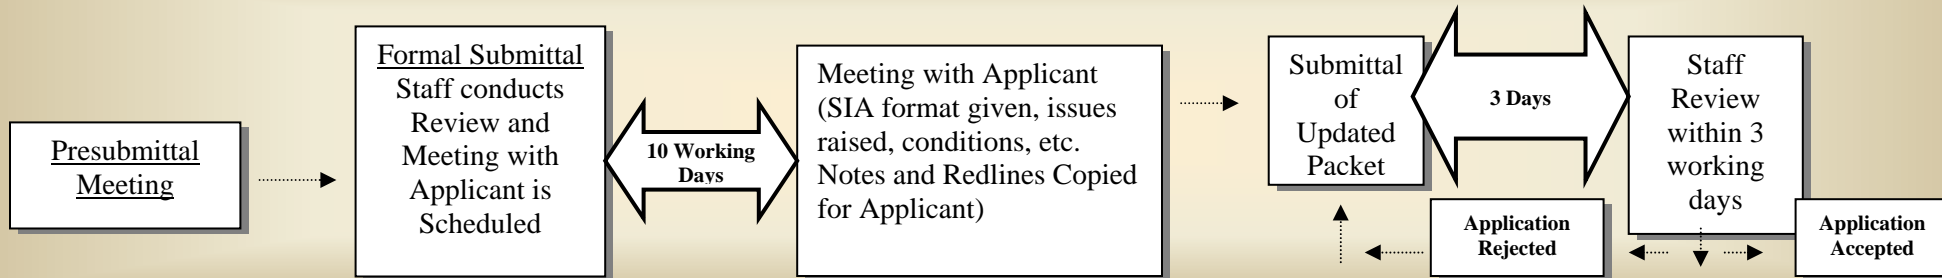 Presubmittal
Meeting
Formal Submittal
Staff conducts
Review and
Meeting with
Applicant is
Scheduled
10 Working
Days
Meeting with Applicant
(SIA format given, issues
raised, conditions, etc.
Notes and Redlines Copied
for Applicant)
Submittal
of
Updated
Packet
3 Days
Staff
Review
within 3
working
days
Application
Rejected
Application
Accepted